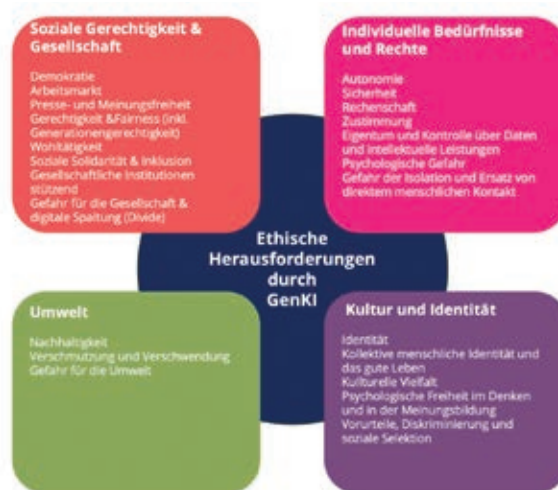 Soziale Gerechtigkeit &
Gesellschaft
Demokratie
Arbeitsmarkt
Presse- und Meinungsfreiheit
Gerechtigkeit &Fairness (inkl.
Generationengerechtigkeit)
Wohltätigkeit
Soziale Solidarität & Inklusion
Gesellschaftliche Institutionen
stützend
Gefahr für die Gesellschaft &
digitale Spaltung (Divide)
Individuelle Bedürfnisse
und Rechte
Autonomie
Sicherheit
Rechenschaft
Zustimmung
Eigentum und Kontrolle über Daten
und intellektuelle Leistungen
Psychologische Gefahr
Gefahr der Isolation und Ersatz von
direktem menschlichen Kontakt
Ethische
Herausforderungen
durch
GenKI
Umwelt
Nachhaltigkeit
Verschmutzung und Verschwendung
Gefahr für die Umwelt
Kultur und Identität
Identität
Kollektive menschliche Identität und
das gute Leben
Kulturelle Vielfalt
Psychologische Freiheit im Denken
und in der Meinungsbildung
Vorurteile, Diskriminierung und
soziale Selektion